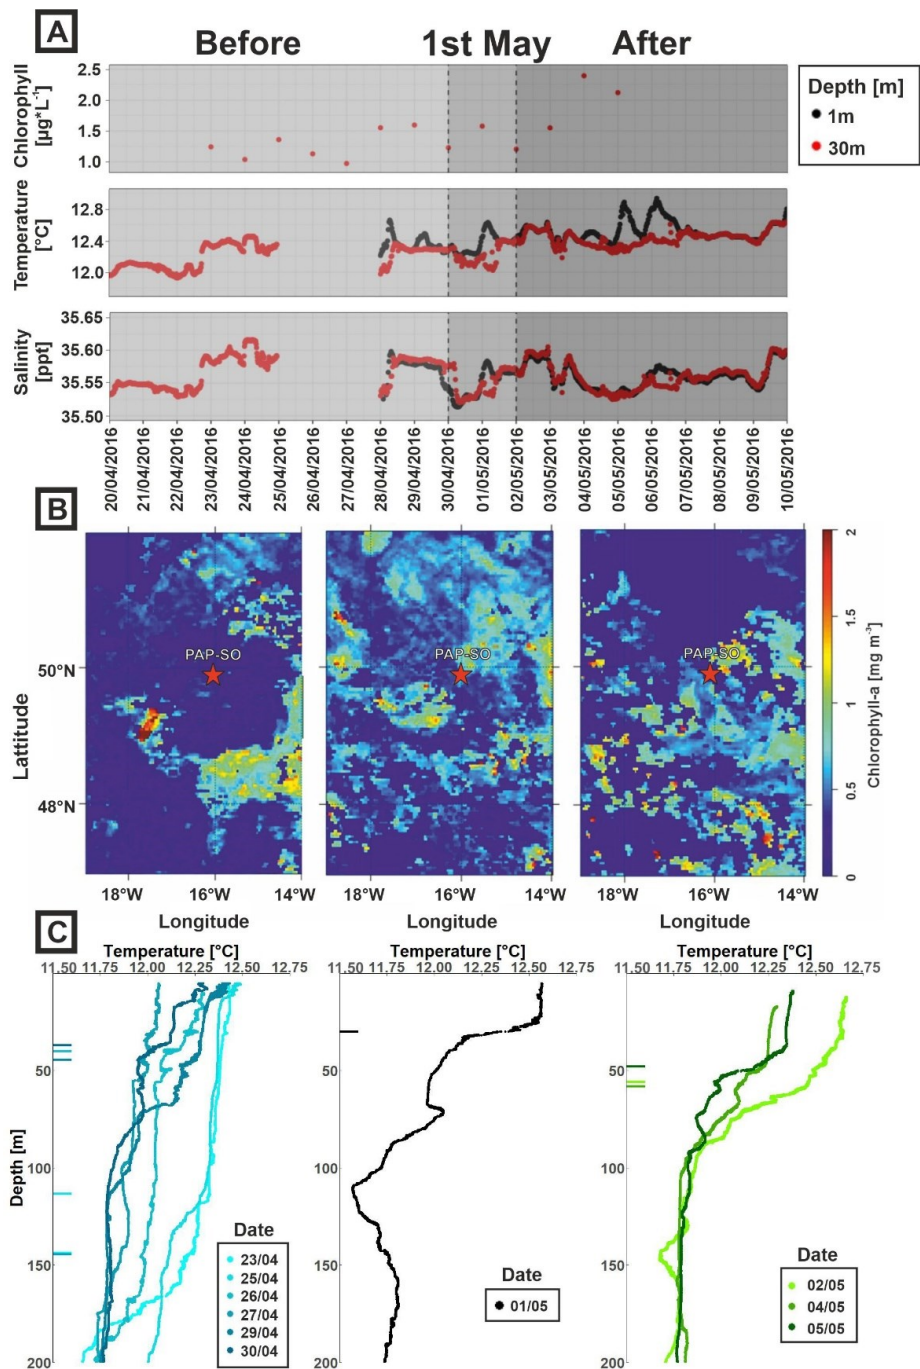 A
Before 1st May After
Chlorophyll
[µg*L⁻¹]
2.5
2.0
1.5
1.0
Depth [m]
1m
30m
Temperature
[°C]
12.8
12.4
12.0
Salinity
[ppt]
35.65
35.60
35.55
35.50
20/04/2016
21/04/2016
22/04/2016
23/04/2016
24/04/2016
25/04/2016
26/04/2016
27/04/2016
28/04/2016
29/04/2016
30/04/2016
01/05/2016
02/05/2016
03/05/2016
04/05/2016
05/05/2016
06/05/2016
07/05/2016
08/05/2016
09/05/2016
10/05/2016
B
Lattitude
50°N
48°N
PAP-SO
PAP-SO
PAP-SO
18°W 16°W 14°W
18°W 16°W 14°W
18°W 16°W 14°W
Longitude Longitude Longitude
2
1.5
1
0.5
0
Chlorophyll-a [mg m⁻³]
C
Temperature [°C] Temperature [°C] Temperature [°C]
11.50 11.75 12.00 12.25 12.50 12.75
11.50 11.75 12.00 12.25 12.50 12.75
11.50 11.75 12.00 12.25 12.50 12.75
Depth [m]
50
100
150
200
Date
23/04
25/04
26/04
27/04
29/04
30/04
50
100
150
200
Date
01/05
50
100
150
200
Date
02/05
04/05
05/05